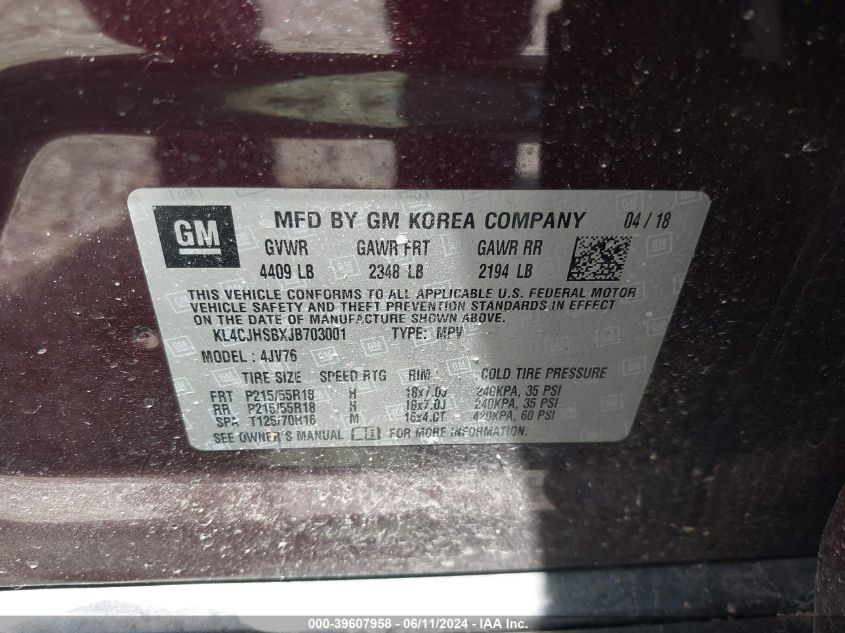 GM MFD BY GM KOREA COMPANY 04 / 18
GVWR GAWR FRT GAWR RR
4409 LB 2348 LB 2194 LB
THIS VEHICLE CONFORMS TO ALL APPLICABLE U.S. FEDERAL MOTOR
VEHICLE SAFETY AND THEFT PREVENTION STANDARDS IN EFFECT
ON THE DATE OF MANUFACTURE SHOWN ABOVE.
KL4CJHSBXJB703001 TYPE: MPV
MODEL : 4JV76
TIRE SIZE SPEED RTG RIM COLD TIRE PRESSURE
FRT P215/55R18 H 18x7.0J 240KPA, 35 PSI
RR P215/55R18 H 18x7.0J 240KPA, 35 PSI
SPA T125/70R16 M 16x4.0T 420KPA, 60 PSI
SEE OWNER'S MANUAL FOR MORE INFORMATION.
000-39607958 - 06/11/2024 - IAA Inc.